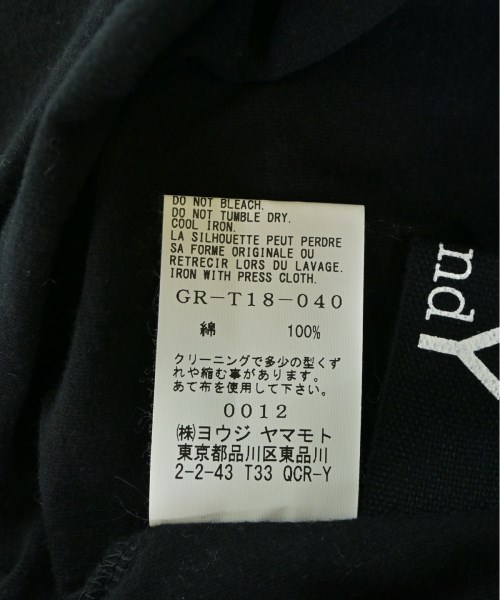 DO NOT BLEACH.
DO NOT TUMBLE DRY.
COOL IRON.
LA SILHOUETTE PEUT PERDRE
SA FORME ORIGINALE OU
RETRECIR LORS DU LAVAGE.
IRON WITH PRESS CLOTH.
GR-T18-040
綿 100%
クリーニングで多少の型くず
れや縮む事があります。
あて布を使用して下さい。
0012
㈱ヨウジ ヤマモト
東京都品川区東品川
2-2-43 T33 QCR-Y
nd
Y